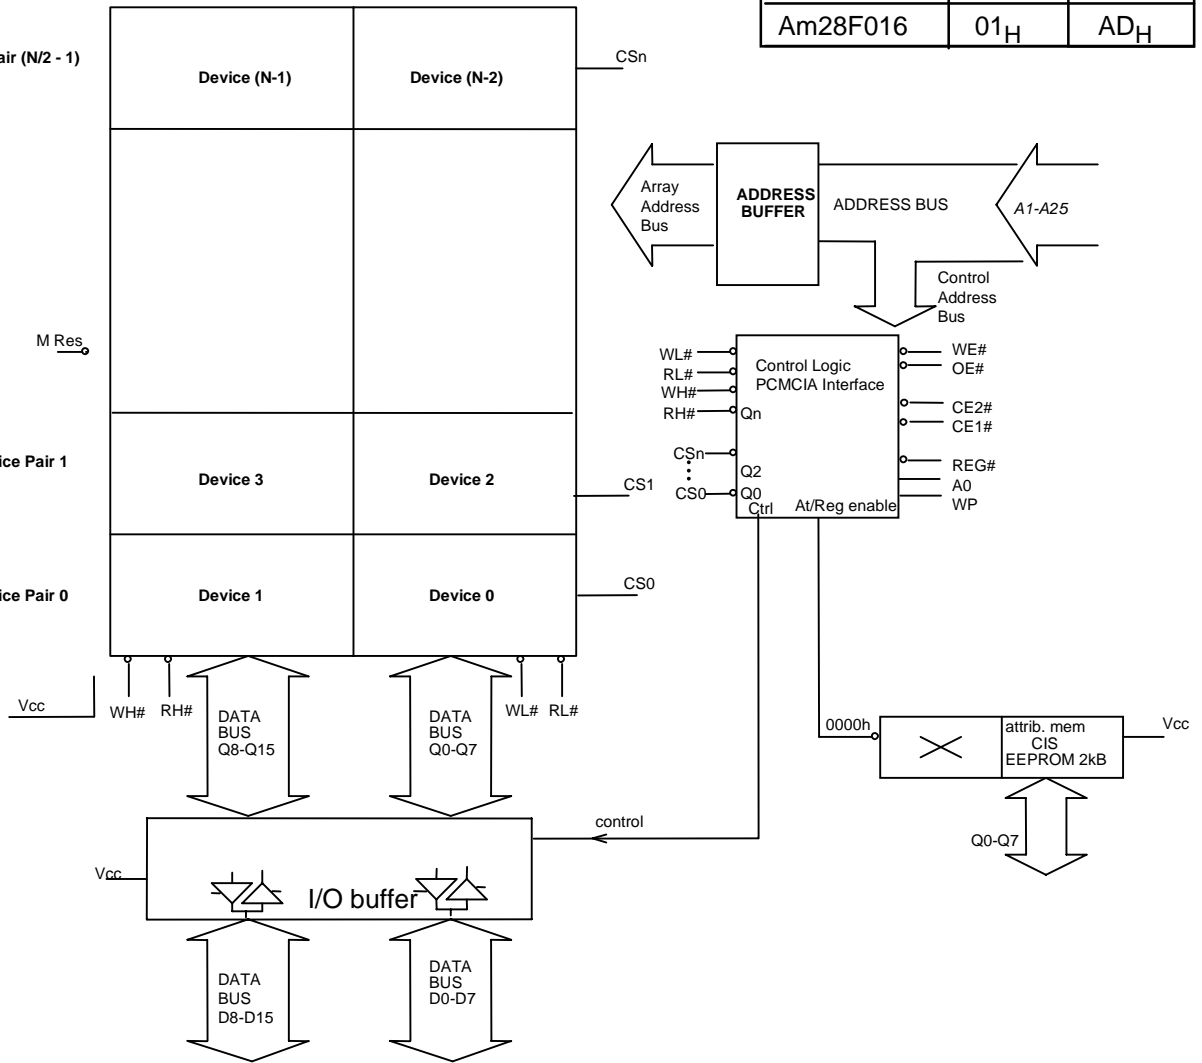 Am28F016 01H ADH
air (N/2 - 1)
Device (N-1)
Device (N-2)
CSn
Array
Address
Bus
ADDRESS
BUFFER
ADDRESS BUS
A1-A25
Control
Address
Bus
M Res
WL#
RL#
WH#
RH#
Control Logic
PCMCIA Interface
Qn
WE#
OE#
CE2#
CE1#
CSn
CS0
Q2
Q0
Ctrl
At/Reg enable
REG#
A0
WP
ice Pair 1
Device 3
Device 2
CS1
ice Pair 0
Device 1
Device 0
CS0
Vcc
WH#
RH#
DATA
BUS
Q8-Q15
DATA
BUS
Q0-Q7
WL#
RL#
0000h
attrib. mem
CIS
EEPROM 2kB
Vcc
Q0-Q7
control
Vcc
I/O buffer
DATA
BUS
D8-D15
DATA
BUS
D0-D7